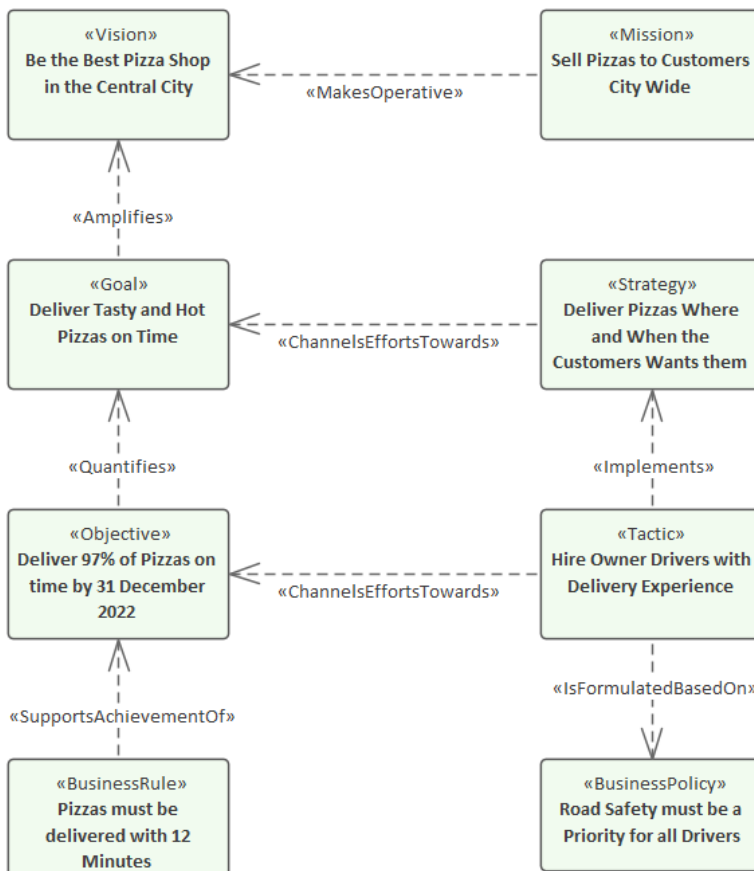 «Vision»
Be the Best Pizza Shop
in the Central City
«Mission»
Sell Pizzas to Customers
City Wide
«MakesOperative»
«Amplifies»
«Goal»
Deliver Tasty and Hot
Pizzas on Time
«Strategy»
Deliver Pizzas Where
and When the
Customers Wants them
«ChannelsEffortsTowards»
«Quantifies»
«Implements»
«Objective»
Deliver 97% of Pizzas on
time by 31 December
2022
«Tactic»
Hire Owner Drivers with
Delivery Experience
«ChannelsEffortsTowards»
«IsFormulatedBasedOn»
«SupportsAchievementOf»
«BusinessRule»
Pizzas must be
delivered with 12
Minutes
«BusinessPolicy»
Road Safety must be a
Priority for all Drivers